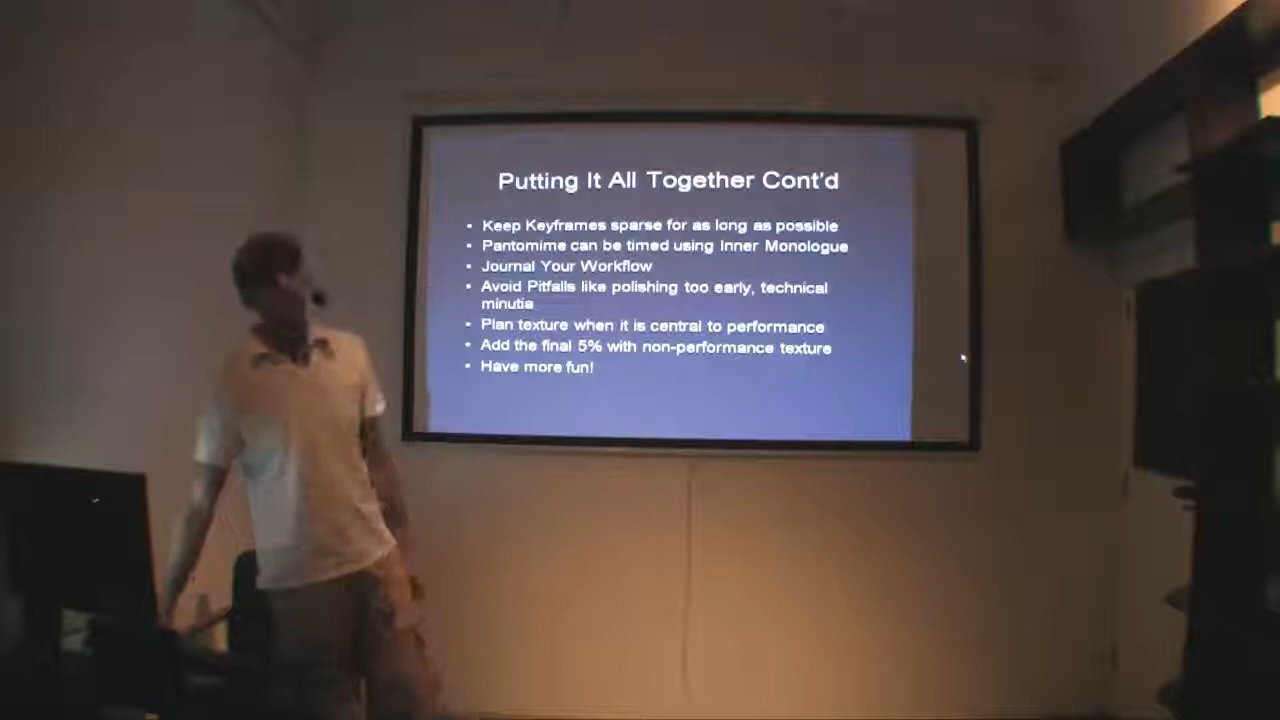 Putting It All Together Cont'd
• Keep Keyframes sparse for as long as possible
• Pantomime can be timed using Inner Monologue
• Journal Your Workflow
• Avoid Pitfalls like polishing too early, technical
minutia
• Plan texture when it is central to performance
• Add the final 5% with non-performance texture
• Have more fun!